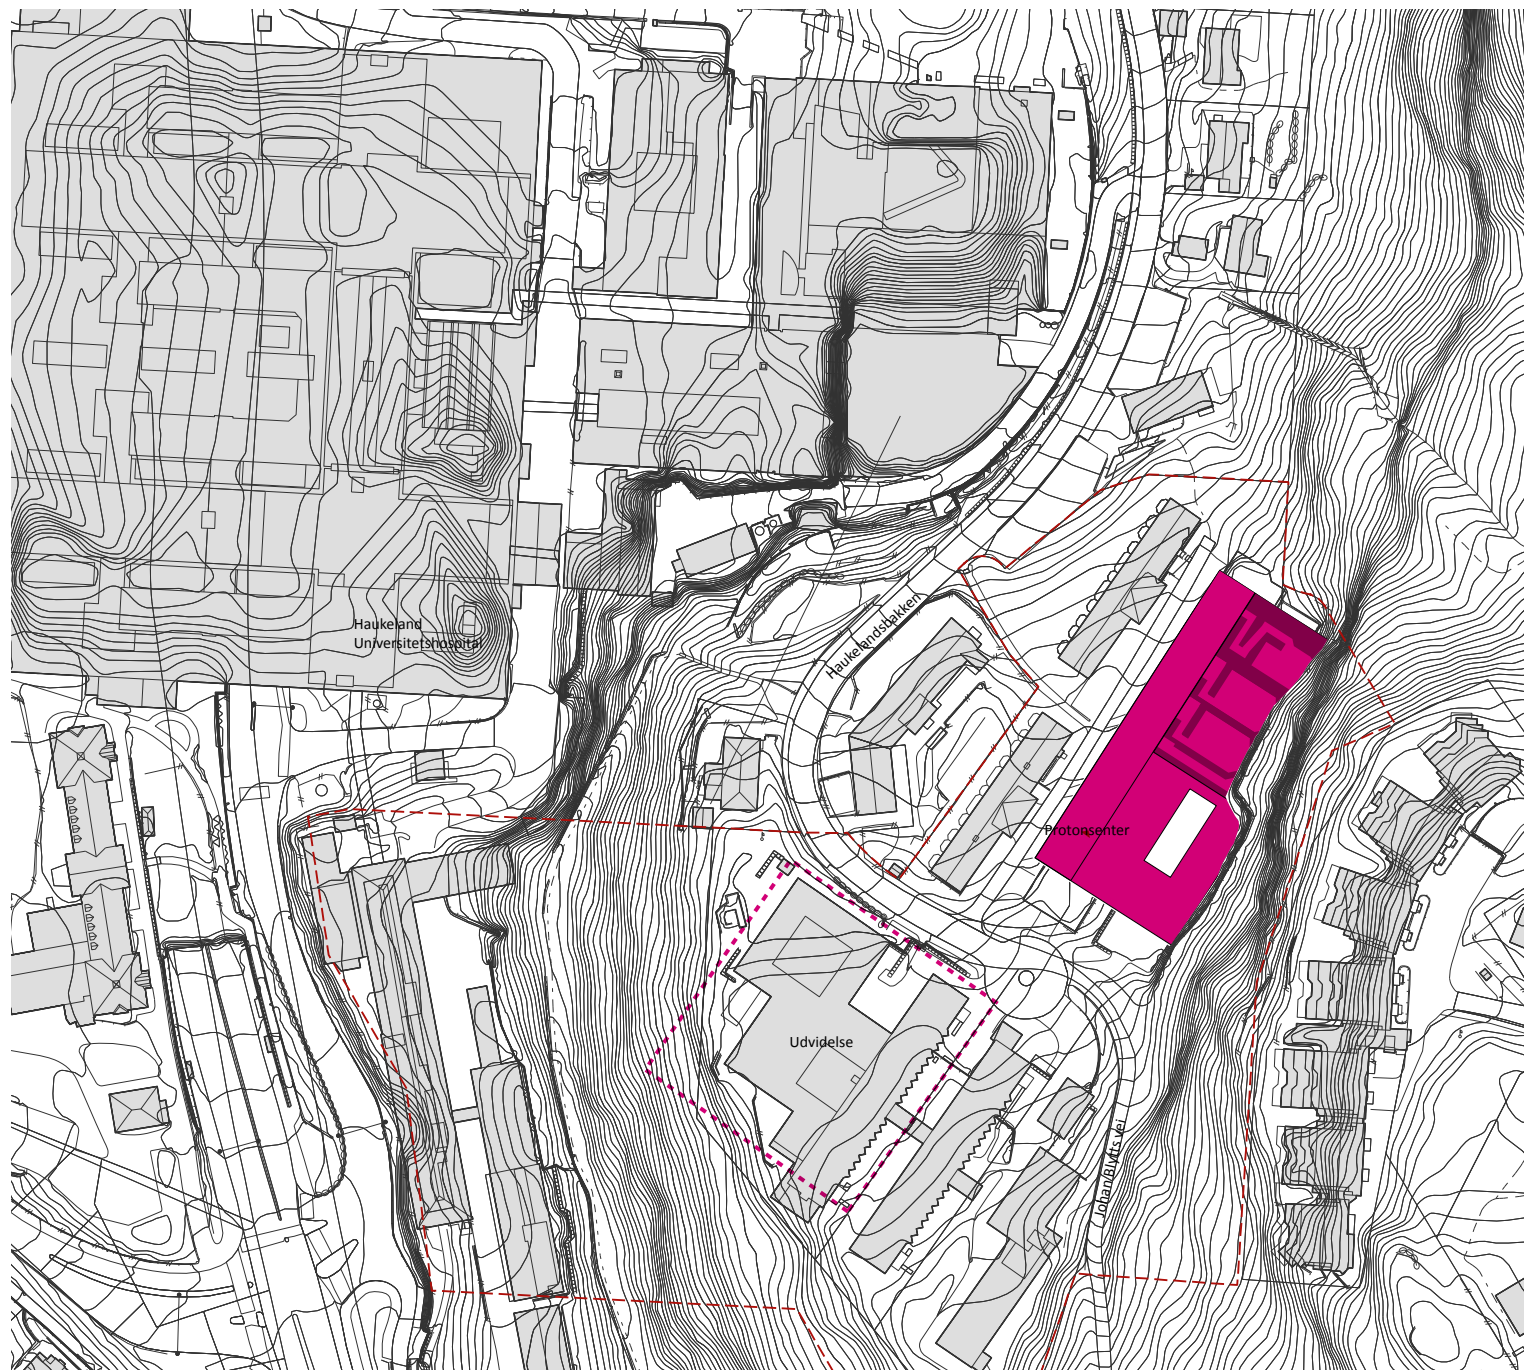 Haukelandsbakken
Haukeland
Universitetshospital
Protonsenter
Udvidelse
Johan Blytts vei